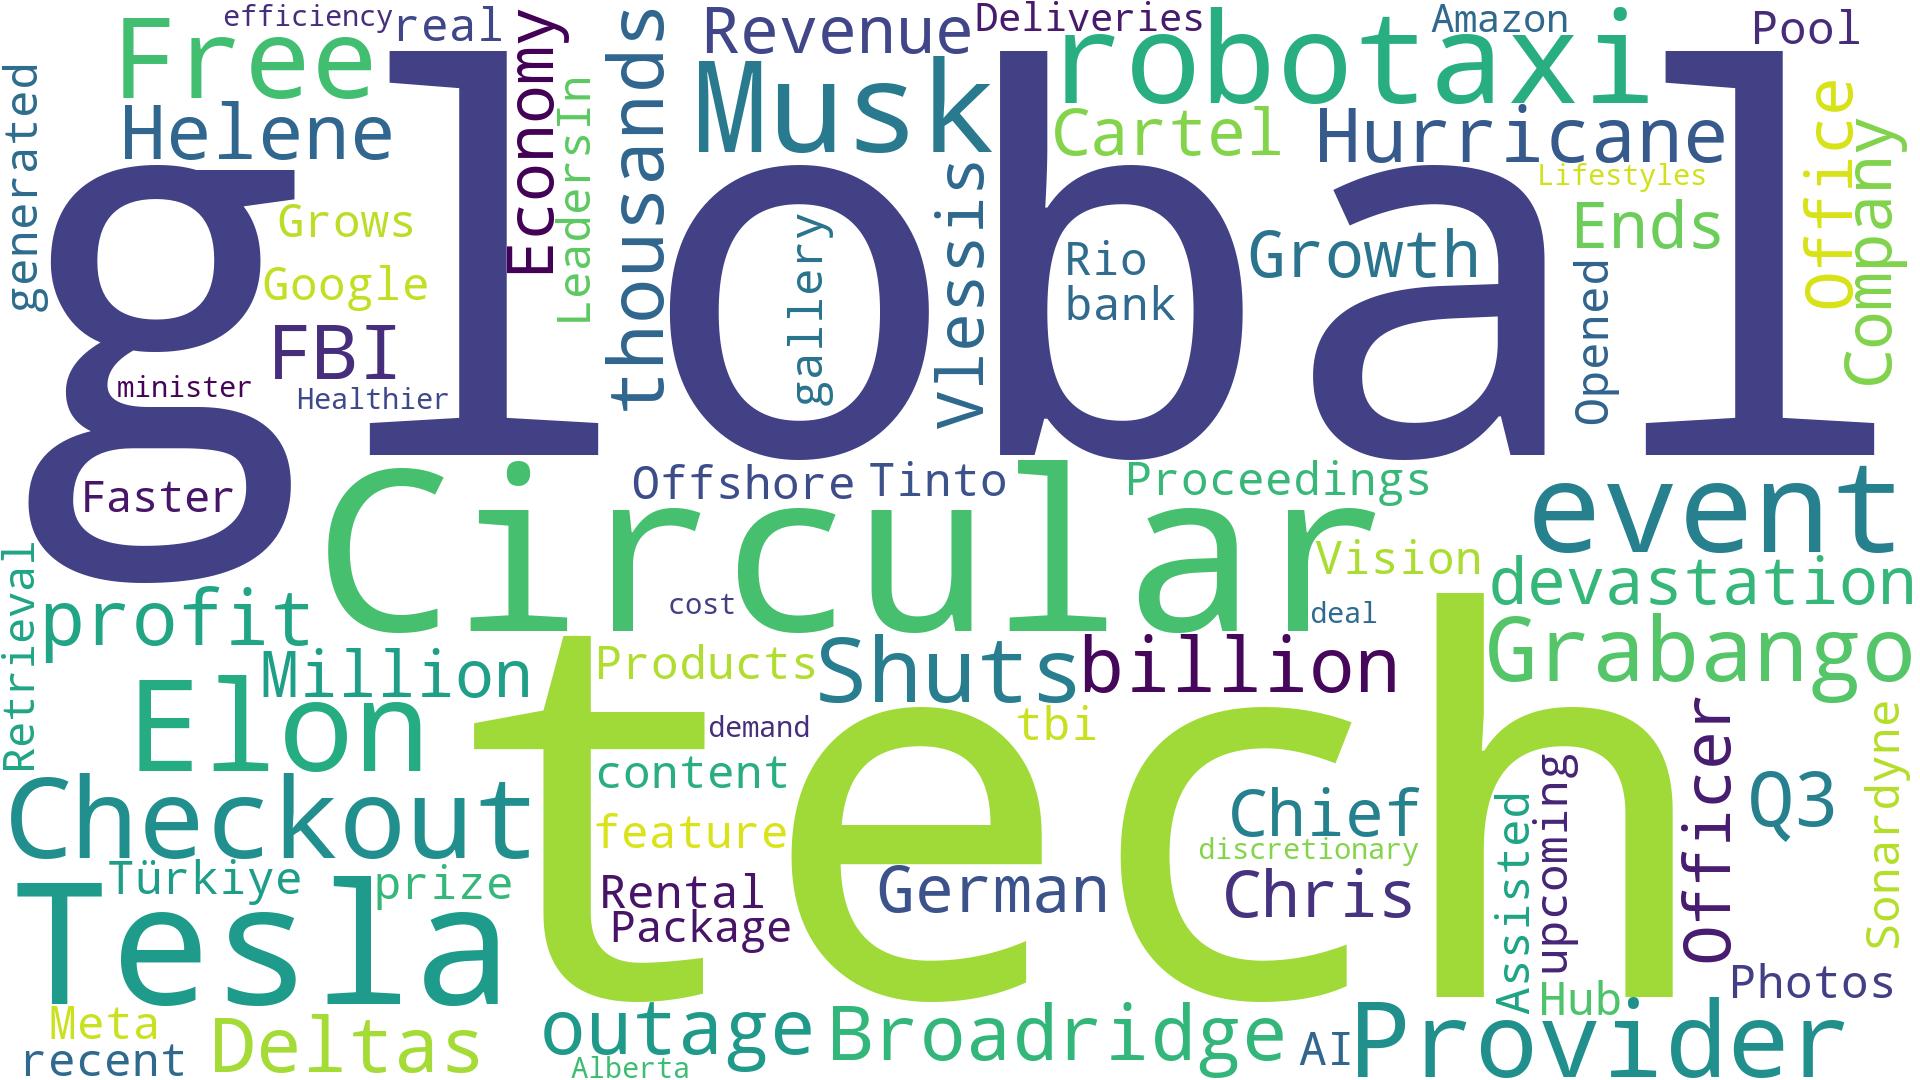 efficiency
real
Free
Economy
thousands
Revenue
Deliveries
Musk
robotaxi
Amazon
Pool
generated
Helene
LeadersIn
Cartel
Hurricane
Lifestyles
Office
Company
global
Grows
Google
FBI
minister
Healthier
gallery
Vlessis
Rio
bank
Growth
Ends
Opened
Faster
Offshore
Tinto
Proceedings
event
Circular
Vision
devastation
Retrieval
profit
cost
deal
Million
Products
Shuts
billion
Grabango
Elon
demand
tbi
tech
content
Checkout
feature
Chief
discretionary
Q3
Officer
Sonardyne
upcoming
Assisted
Türkiye
prize
Rental
Package
German
Chris
Tesla
Photos
Hub
Meta
recent
Deltas
outage
Alberta
Broadridge
AI
Provider